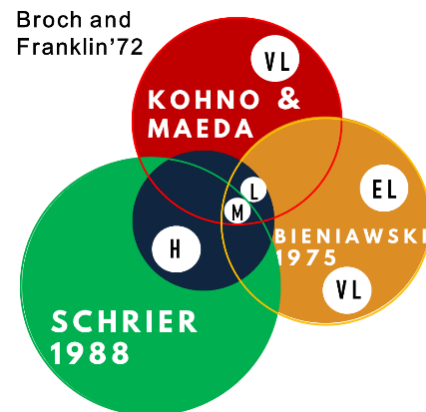 Broch and
Franklin'72
VL
KOHNO &
MAEDA
L
EL
M
H
BIENIAWSKI
1975
VL
SCHRIER
1988